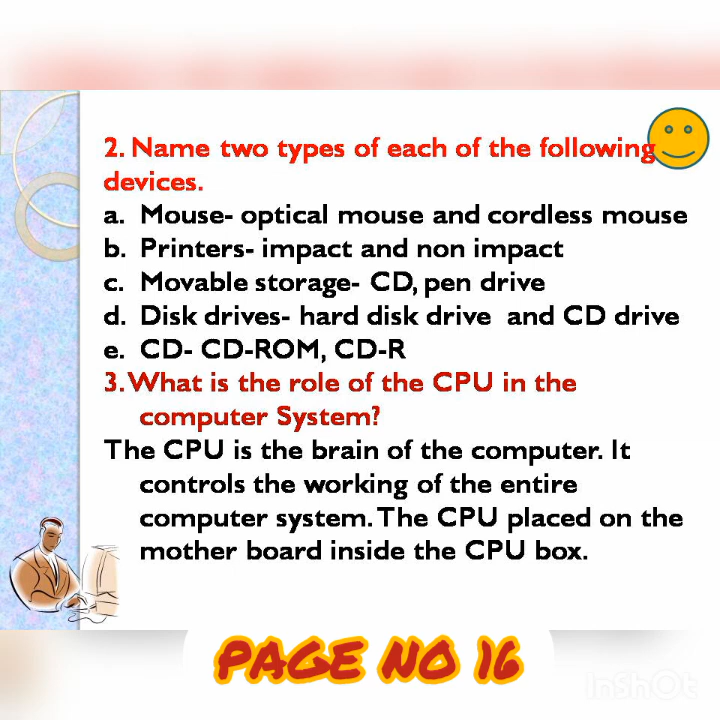 2. Name two types of each of the following
devices.
a. Mouse- optical mouse and cordless mouse
b. Printers- impact and non impact
c. Movable storage- CD, pen drive
d. Disk drives- hard disk drive and CD drive
e. CD- CD-ROM, CD-R
3. What is the role of the CPU in the
computer System?
The CPU is the brain of the computer. It
controls the working of the entire
computer system. The CPU placed on the
mother board inside the CPU box.
PAGE NO 16
InShOt